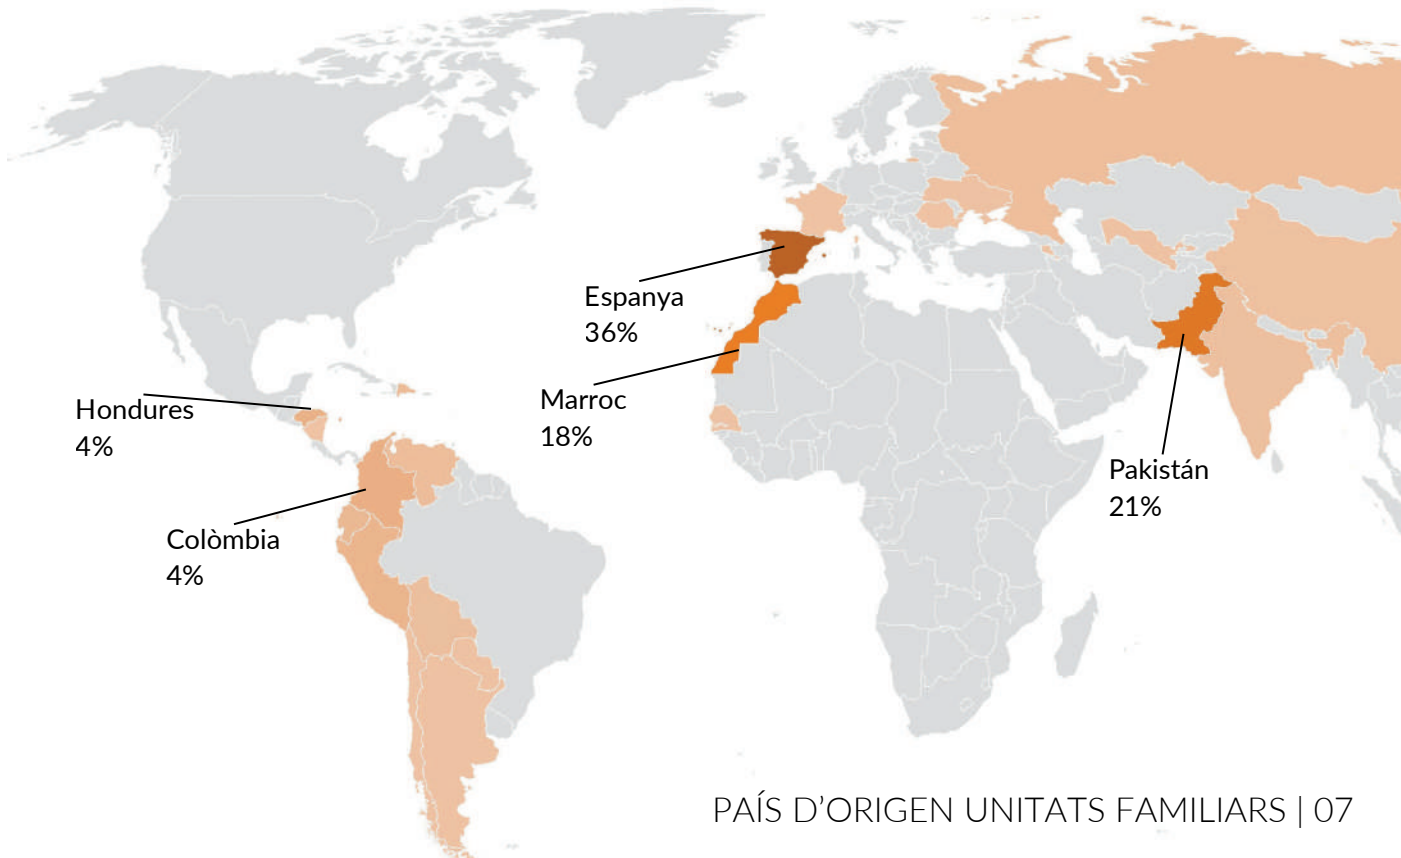 Espanya
36%
Marroc
18%
Hondures
4%
Pakistán
21%
Colòmbia
4%
PAÍS D’ORIGEN UNITATS FAMILIARS | 07